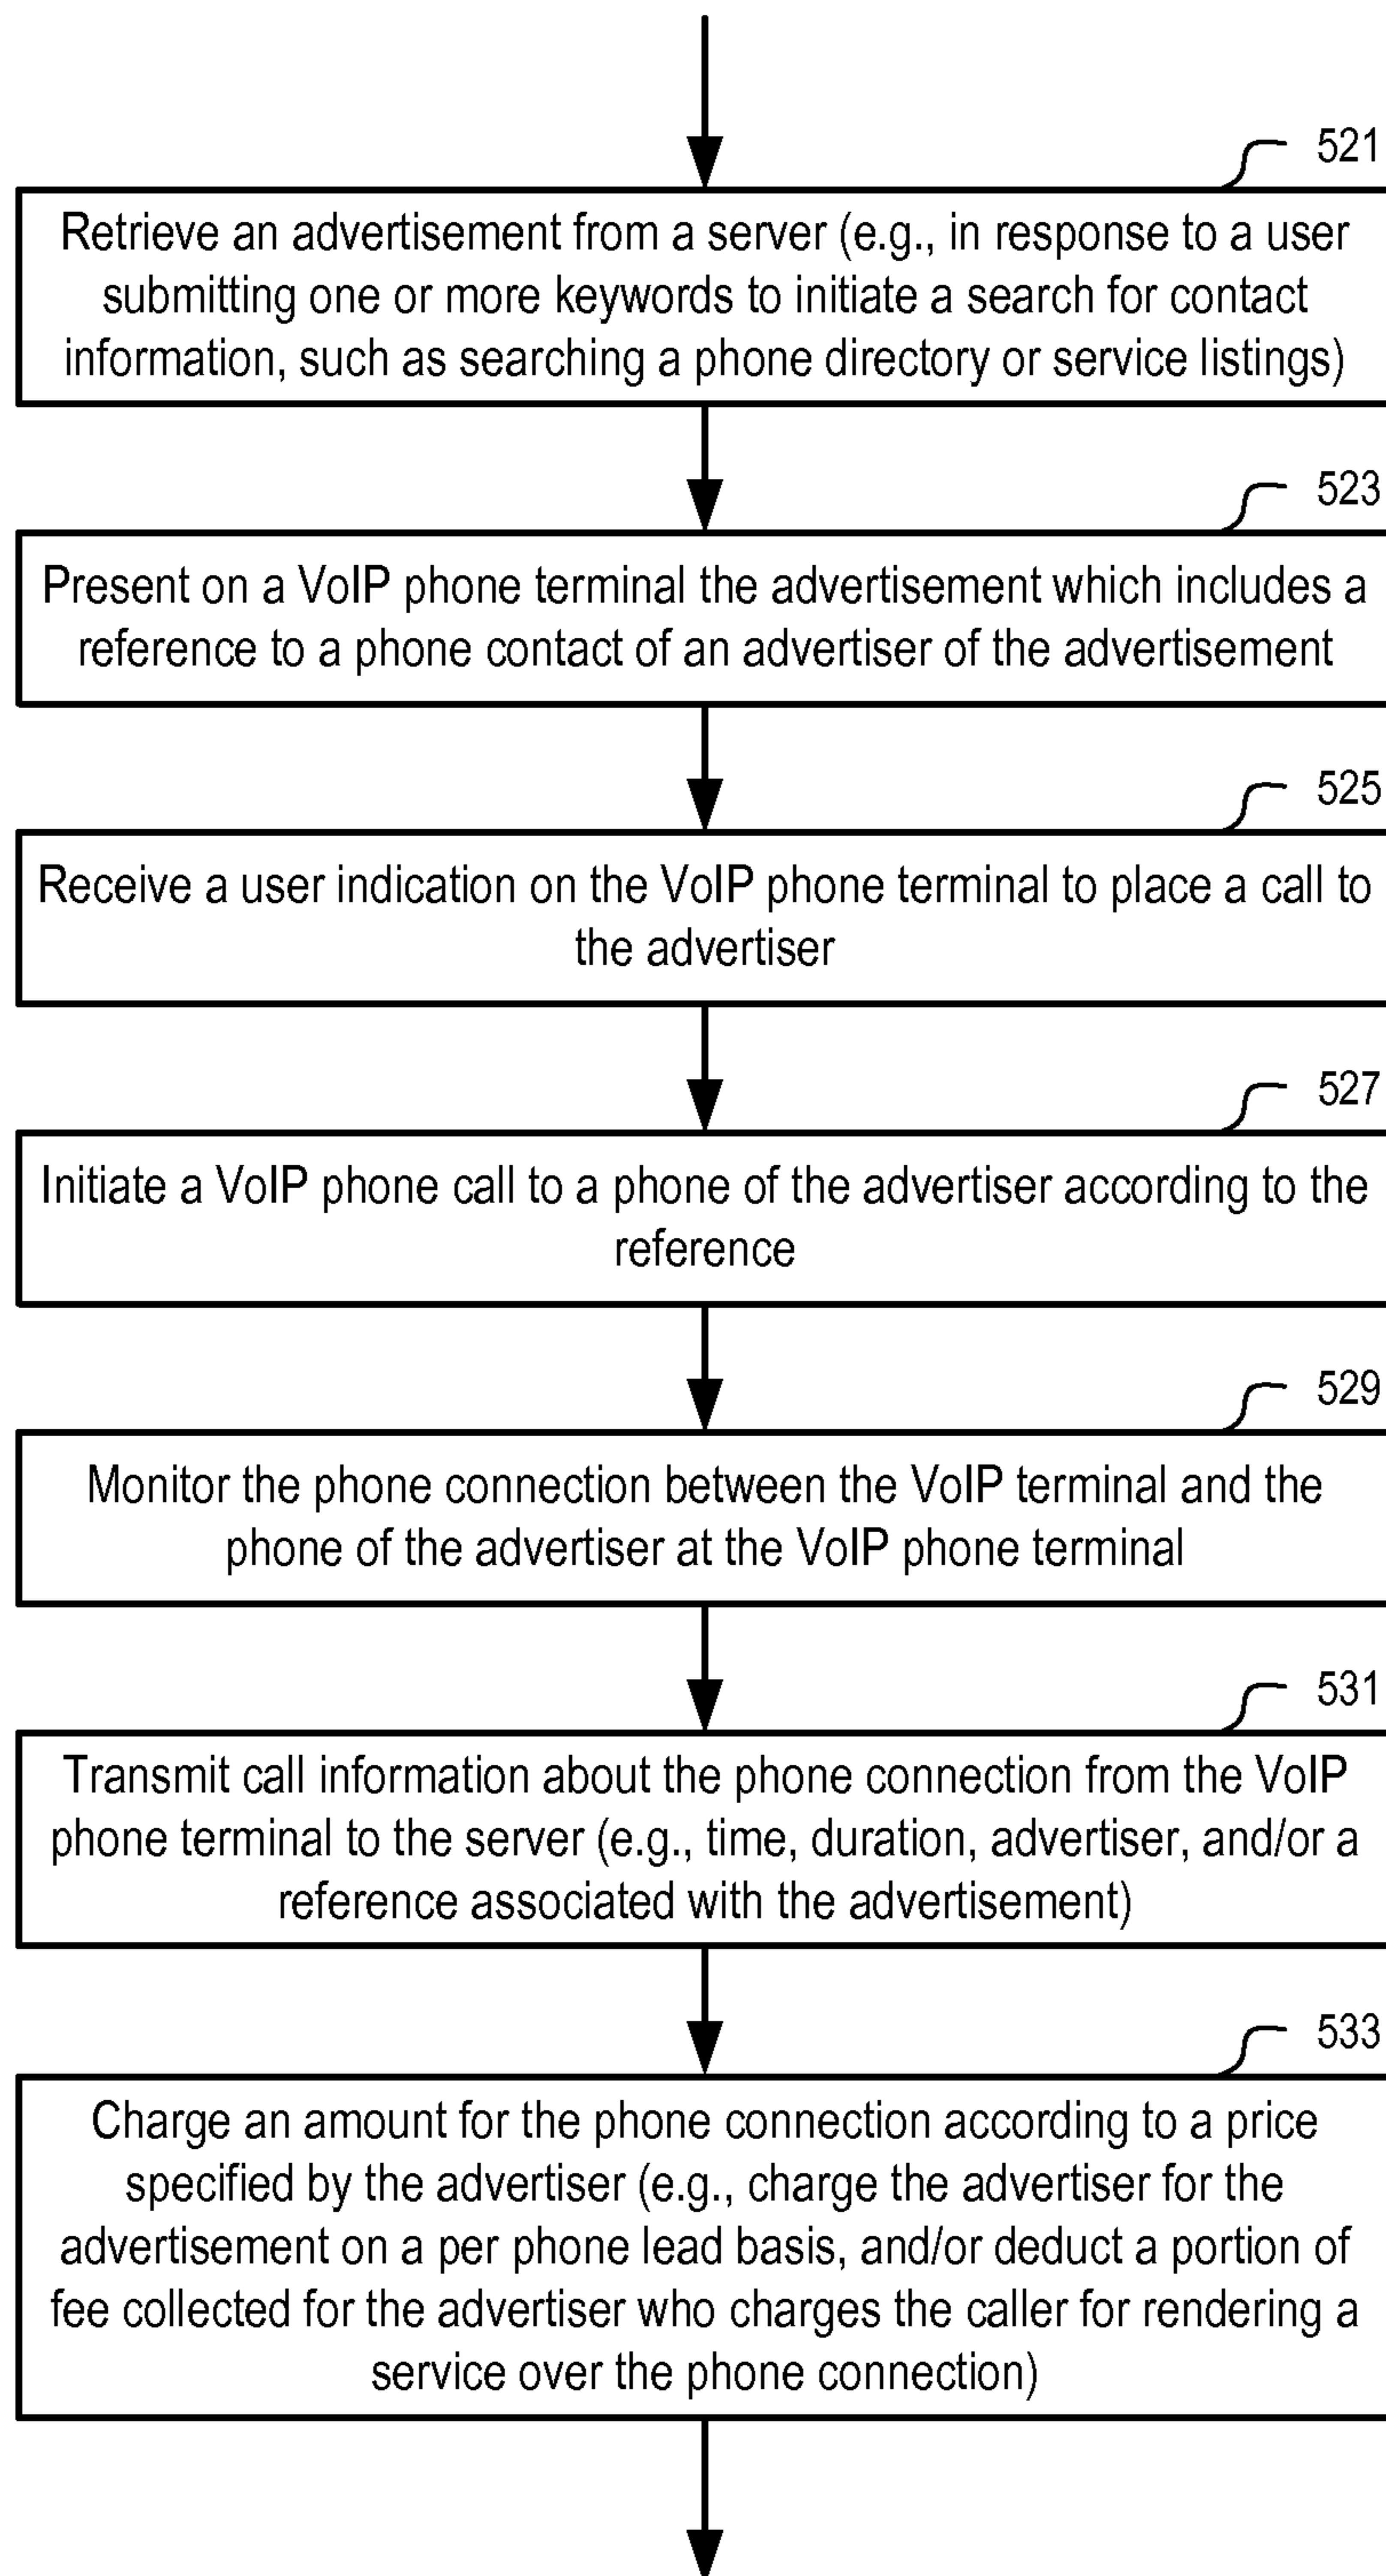 521
Retrieve an advertisement from a server (e.g., in response to a user
submitting one or more keywords to initiate a search for contact
information, such as searching a phone directory or service listings)
523
Present on a VoIP phone terminal the advertisement which includes a
reference to a phone contact of an advertiser of the advertisement
525
Receive a user indication on the VoIP phone terminal to place a call to
the advertiser
527
Initiate a VoIP phone call to a phone of the advertiser according to the
reference
529
Monitor the phone connection between the VoIP terminal and the
phone of the advertiser at the VoIP phone terminal
531
Transmit call information about the phone connection from the VoIP
phone terminal to the server (e.g., time, duration, advertiser, and/or a
reference associated with the advertisement)
533
Charge an amount for the phone connection according to a price
specified by the advertiser (e.g., charge the advertiser for the
advertisement on a per phone lead basis, and/or deduct a portion of
fee collected for the advertiser who charges the caller for rendering a
service over the phone connection)